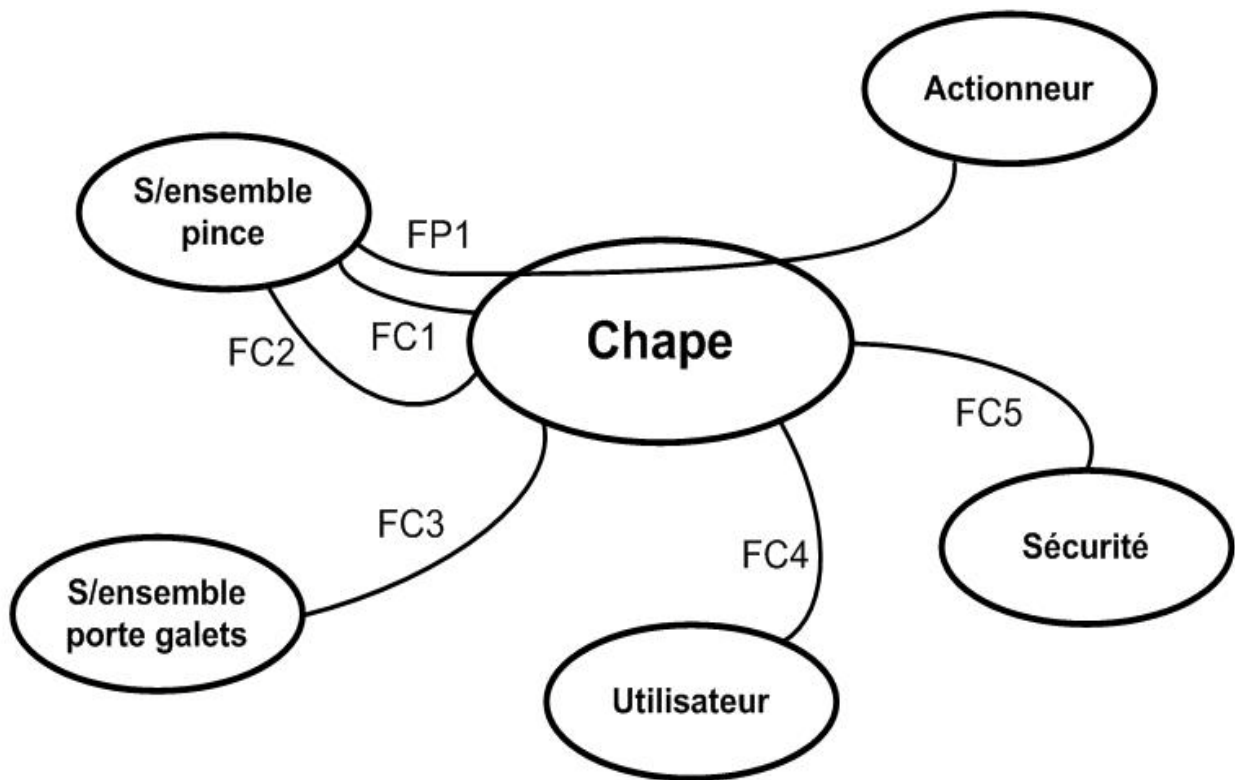 Actionneur
S/ensemble
pince
FP1
FC1
FC2
Chape
FC5
FC3
FC4
Sécurité
S/ensemble
porte galets
Utilisateur